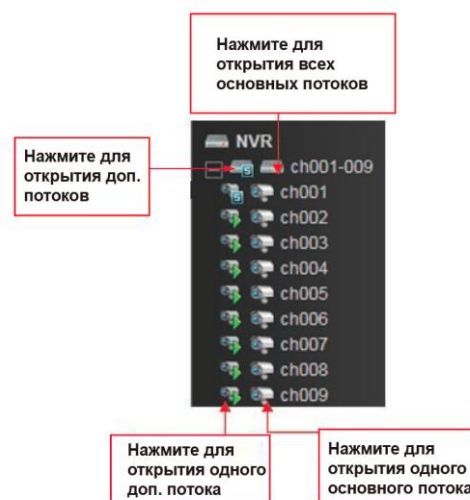 Нажмите для
открытия всех
основных потоков
Нажмите для
открытия доп.
потоков
NVR
ch001-009
S
S
ch001
ch002
ch003
ch004
ch005
ch006
ch007
ch008
ch009
Нажмите для
открытия одного
доп. потока
Нажмите для
открытия одного
основного потока